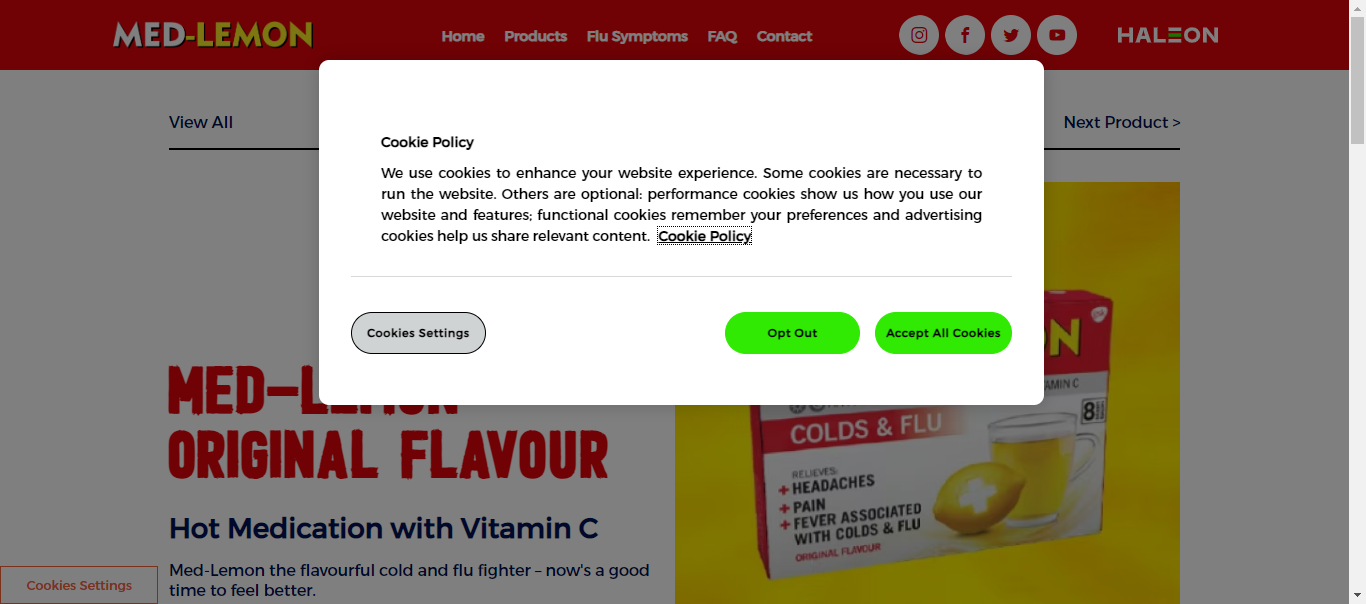 MED-LEMON
Home Products Flu Symptoms FAQ Contact
HALEON
View All
Next Product >
Cookie Policy
We use cookies to enhance your website experience. Some cookies are necessary to
run the website. Others are optional: performance cookies show us how you use our
website and features; functional cookies remember your preferences and advertising
cookies help us share relevant content. Cookie Policy
Cookies Settings
Opt Out
Accept All Cookies
MED-LEMON
ORIGINAL FLAVOUR
Hot Medication with Vitamin C
Med-Lemon the flavourful cold and flu fighter – now's a good
time to feel better.
Cookies Settings
gsk
ON
VITAMIN C
8
COLDS & FLU
RELIEVES:
+ HEADACHES
+ PAIN
+ FEVER ASSOCIATED
WITH COLDS & FLU
ORIGINAL FLAVOUR